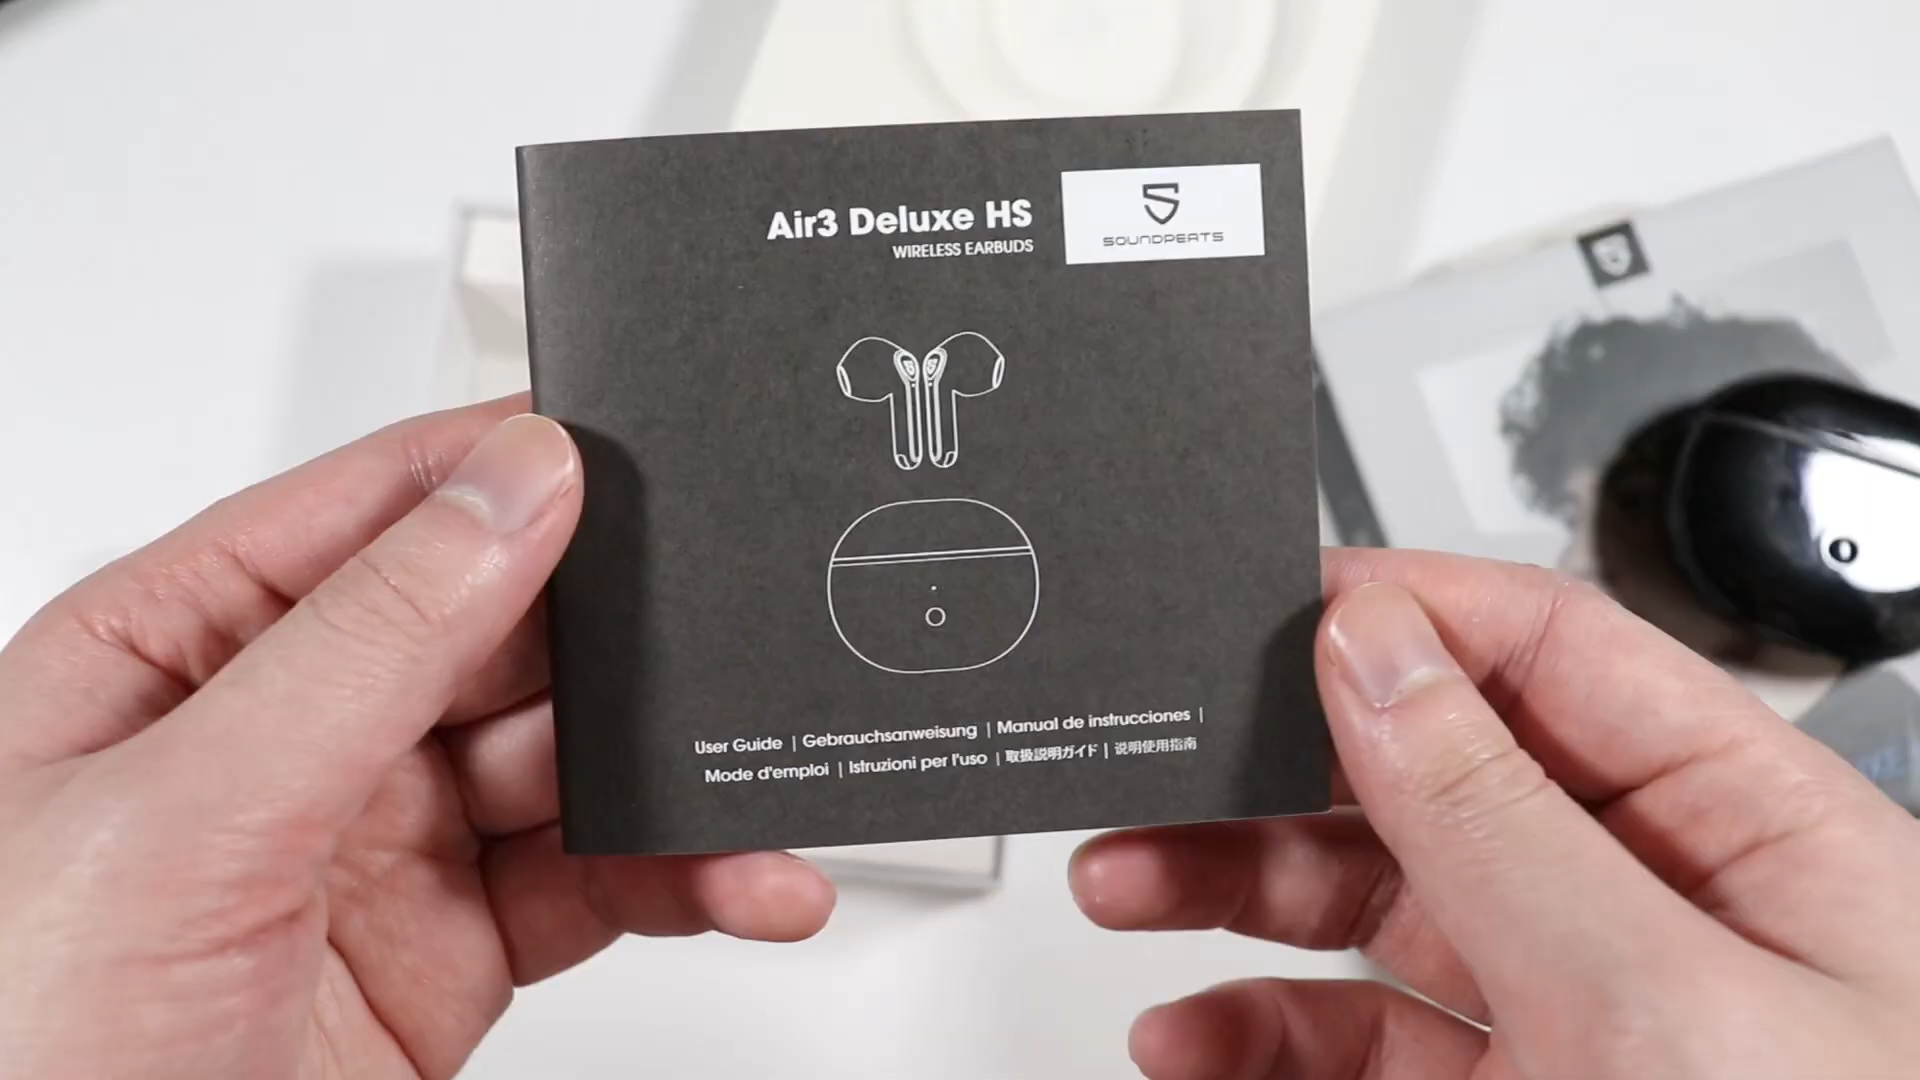 Air3 Deluxe HS
WIRELESS EARBUDS
SOUNDPEATS
User Guide | Gebrauchsanweisung | Manual de instrucciones |
Mode d'emploi | Istruzioni per l'uso | 取扱説明ガイド | 说明使用指南